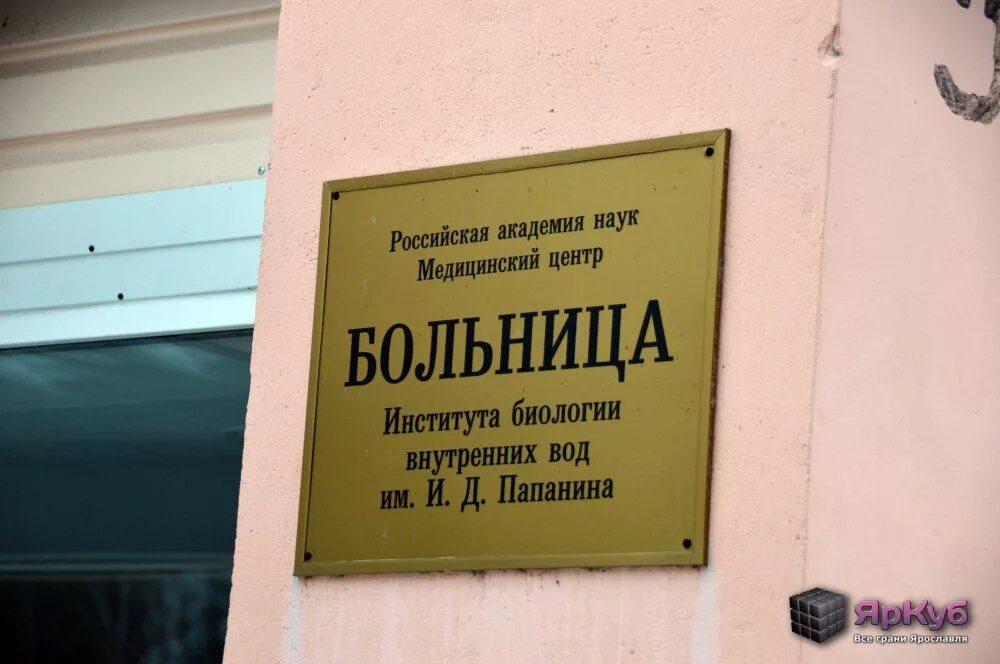 Российская академия наук
Медицинский центр
БОЛЬНИЦА
Института биологии
внутренних вод
им. И. Д. Папанина
ЯрКуб
Все грани Ярославля